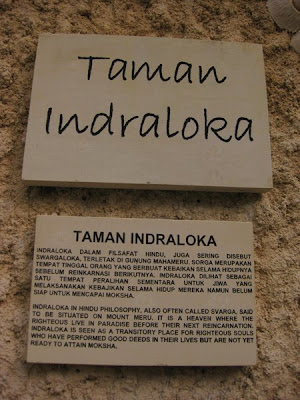 Taman
Indraloka
TAMAN INDRALOKA
INDRALOKA DALAM FILSAFAT HINDU, JUGA SERING DISEBUT
SWARGALOKA, TERLETAK DI GUNUNG MAHAMERU. SORGA MERUPAKAN
TEMPAT TINGGAL ORANG YANG BERBUAT KEBAIKAN SELAMA HIDUPNYA
SEBELUM REINKARNASI BERIKUTNYA. INDRALOKA DILIHAT SEBAGAI
SATU TEMPAT PERALIHAN SEMENTARA UNTUK JIWA YANG
MELAKSANAKAN KEBAJIKAN SELAMA HIDUP MEREKA NAMUN BELUM
SIAP UNTUK MENCAPAI MOKSHA.
INDRALOKA IN HINDU PHILOSOPHY, ALSO OFTEN CALLED SVARGA, SAID
TO BE SITUATED ON MOUNT MERU. IT IS A HEAVEN WHERE THE
RIGHTEOUS LIVE IN PARADISE BEFORE THEIR NEXT REINCARNATION.
INDRALOKA IS SEEN AS A TRANSITORY PLACE FOR RIGHTEOUS SOULS
WHO HAVE PERFORMED GOOD DEEDS IN THEIR LIVES BUT ARE NOT YET
READY TO ATTAIN MOKSHA.